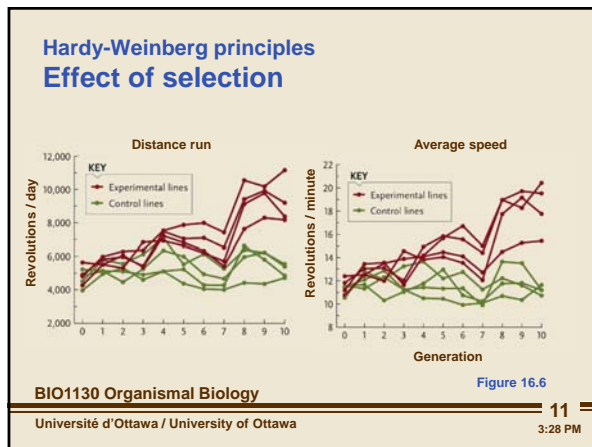 Hardy-Weinberg principles
Effect of selection
Distance run
Revolutions / day
12,000
10,000
8,000
6,000
4,000
2,000
KEY
Experimental lines
Control lines
0 1 2 3 4 5 6 7 8 9 10
Average speed
Revolutions / minute
22
20
18
16
14
12
10
8
KEY
Experimental lines
Control lines
0 1 2 3 4 5 6 7 8 9 10
Generation
Figure 16.6
BIO1130 Organismal Biology
Université d'Ottawa / University of Ottawa
11
3:28 PM